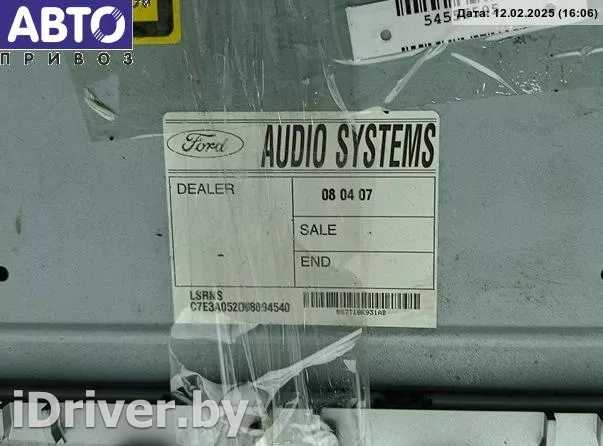 АВТО
ПРИВОЗ
Дата: 12.02.2025 (16:06)
Ford
AUDIO SYSTEMS
DEALER
08 04 07
SALE
END
LSRNS
8S7T18K931AB
iDriver.by